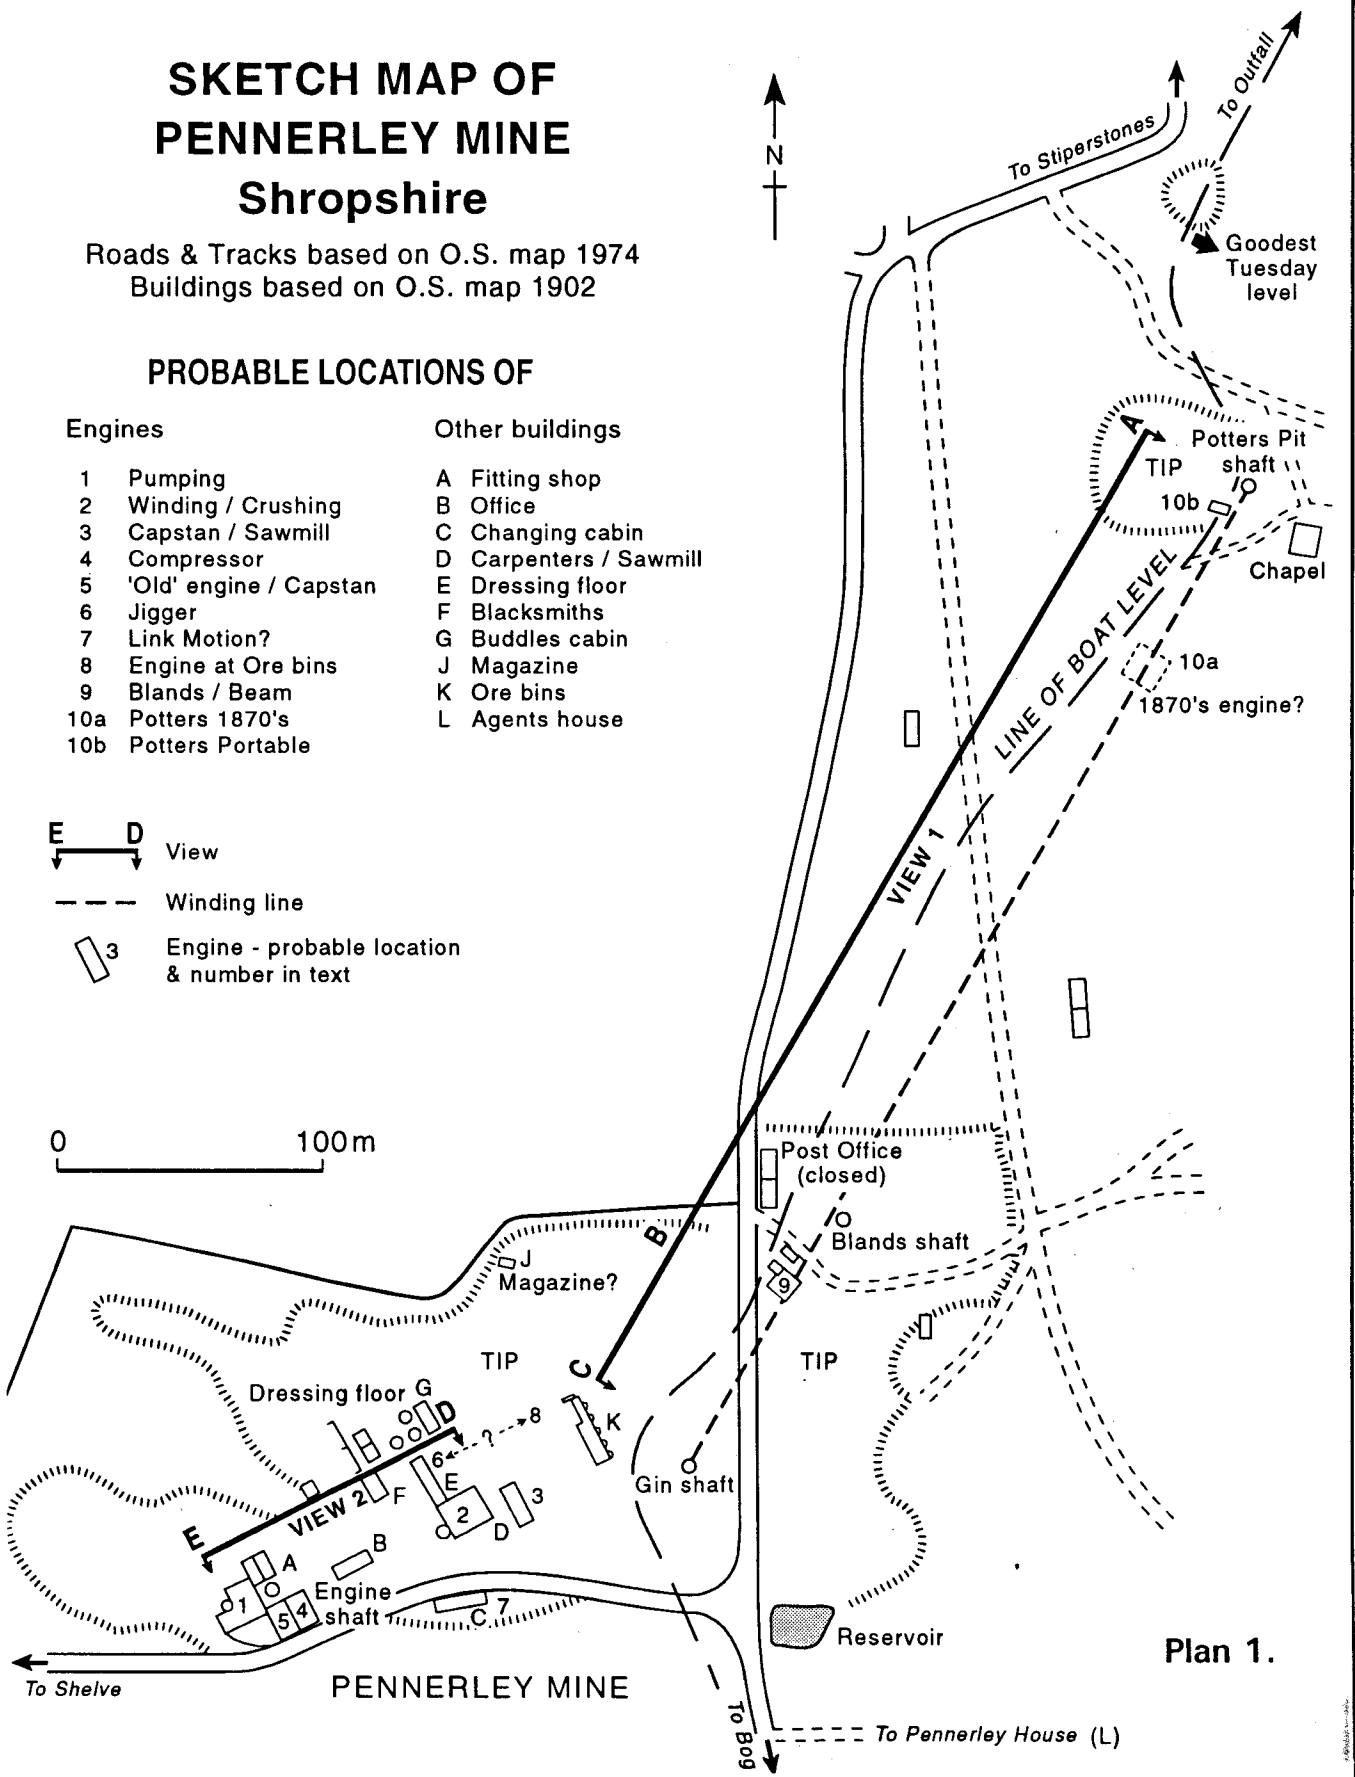 SKETCH MAP OF
PENNERLEY MINE
Shropshire
Roads & Tracks based on O.S. map 1974
Buildings based on O.S. map 1902
PROBABLE LOCATIONS OF
Engines
1 Pumping
2 Winding / Crushing
3 Capstan / Sawmill
4 Compressor
5 'Old' engine / Capstan
6 Jigger
7 Link Motion?
8 Engine at Ore bins
9 Blands / Beam
10a Potters 1870's
10b Potters Portable
Other buildings
A Fitting shop
B Office
C Changing cabin
D Carpenters / Sawmill
E Dressing floor
F Blacksmiths
G Buddles cabin
J Magazine
K Ore bins
L Agents house
E D
View
Winding line
3
Engine - probable location
& number in text
0 100m
N
To Stiperstones
To Outfall
Goodest
Tuesday
level
A
TIP
Potters Pit
shaft
10b
Chapel
LINE OF BOAT LEVEL
10a
1870's engine?
VIEW 1
Post Office
(closed)
B
Blands shaft
9
J
Magazine?
TIP
C
TIP
Dressing floor
G
D
8
?
6
K
E
F
2
3
D
Gin shaft
VIEW 2
E
A
B
1
5
4
Engine
shaft
C
7
Reservoir
Plan 1.
To Shelve
PENNERLEY MINE
To Bog
To Pennerley House (L)